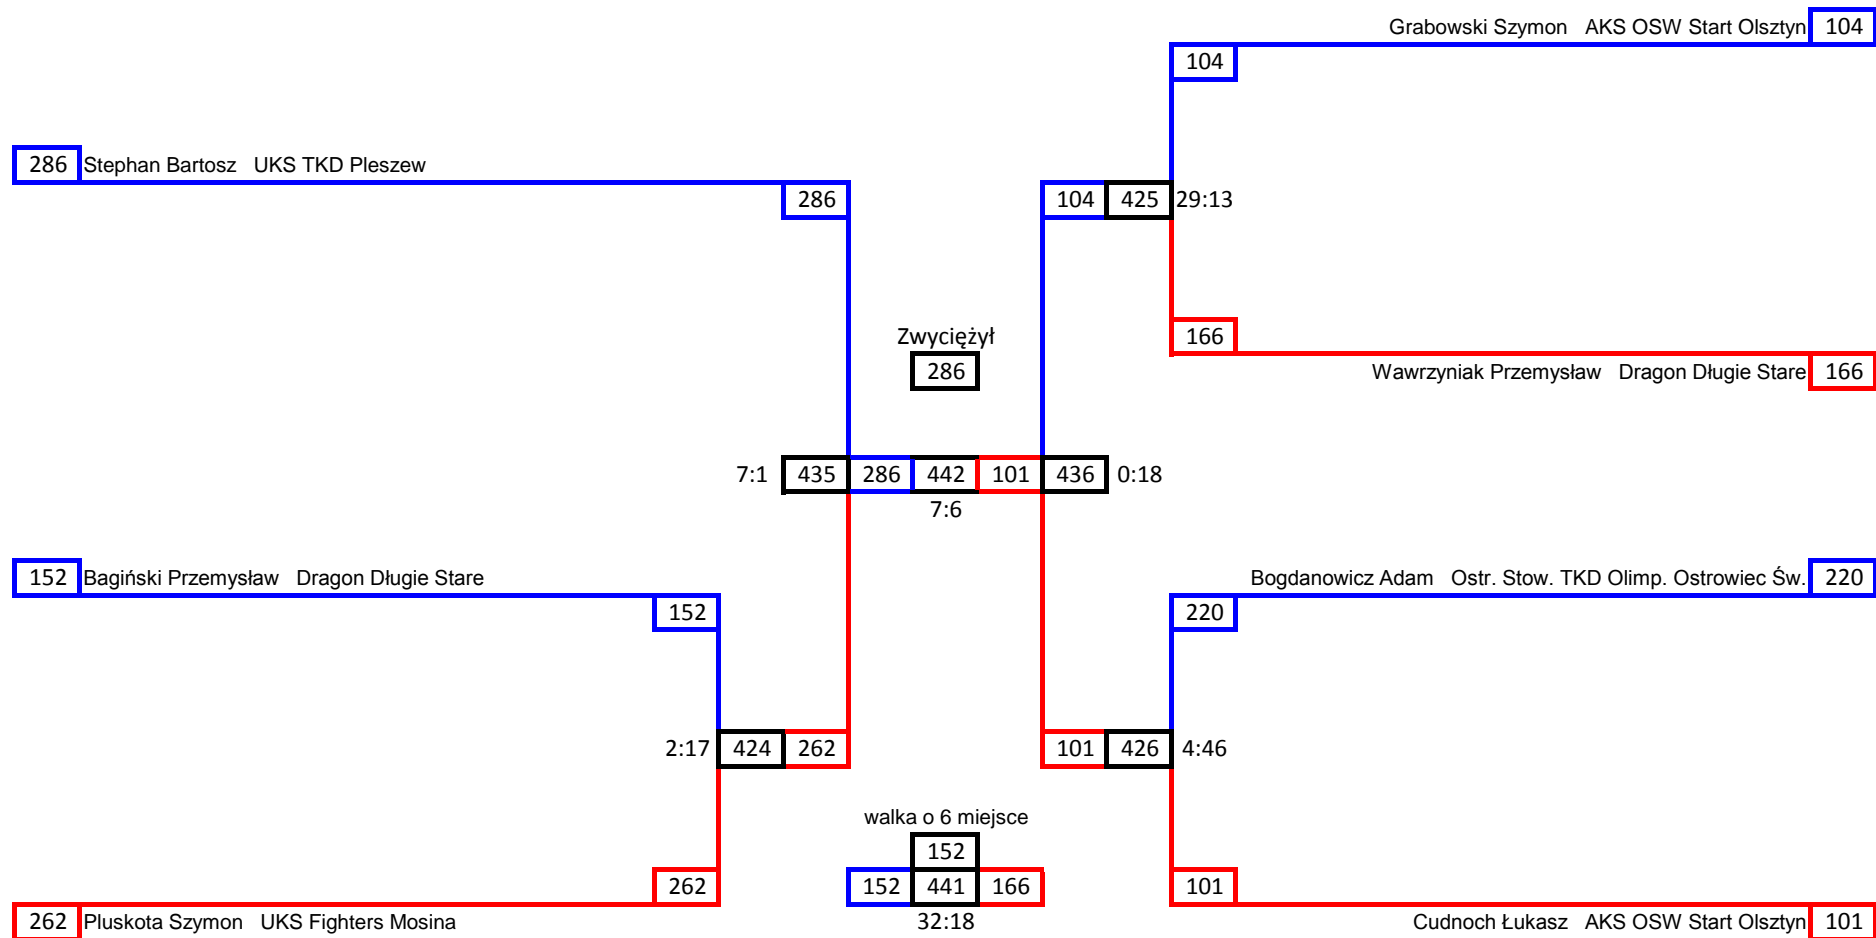 Grabowski Szymon AKS OSW Start Olsztyn 104
104
286 Stephan Bartosz UKS TKD Pleszew
286
104 425 29:13
Zwyciężył
286
166
Wawrzyniak Przemysław Dragon Długie Stare 166
7:1 435 286 442 101 436 0:18
7:6
152 Bagiński Przemysław Dragon Długie Stare
Bogdanowicz Adam Ostr. Stow. TKD Olimp. Ostrowiec Św. 220
152
220
2:17 424 262
101 426 4:46
walka o 6 miejsce
152
262
152 441 166
101
32:18
262 Pluskota Szymon UKS Fighters Mosina
Cudnoch Łukasz AKS OSW Start Olsztyn 101